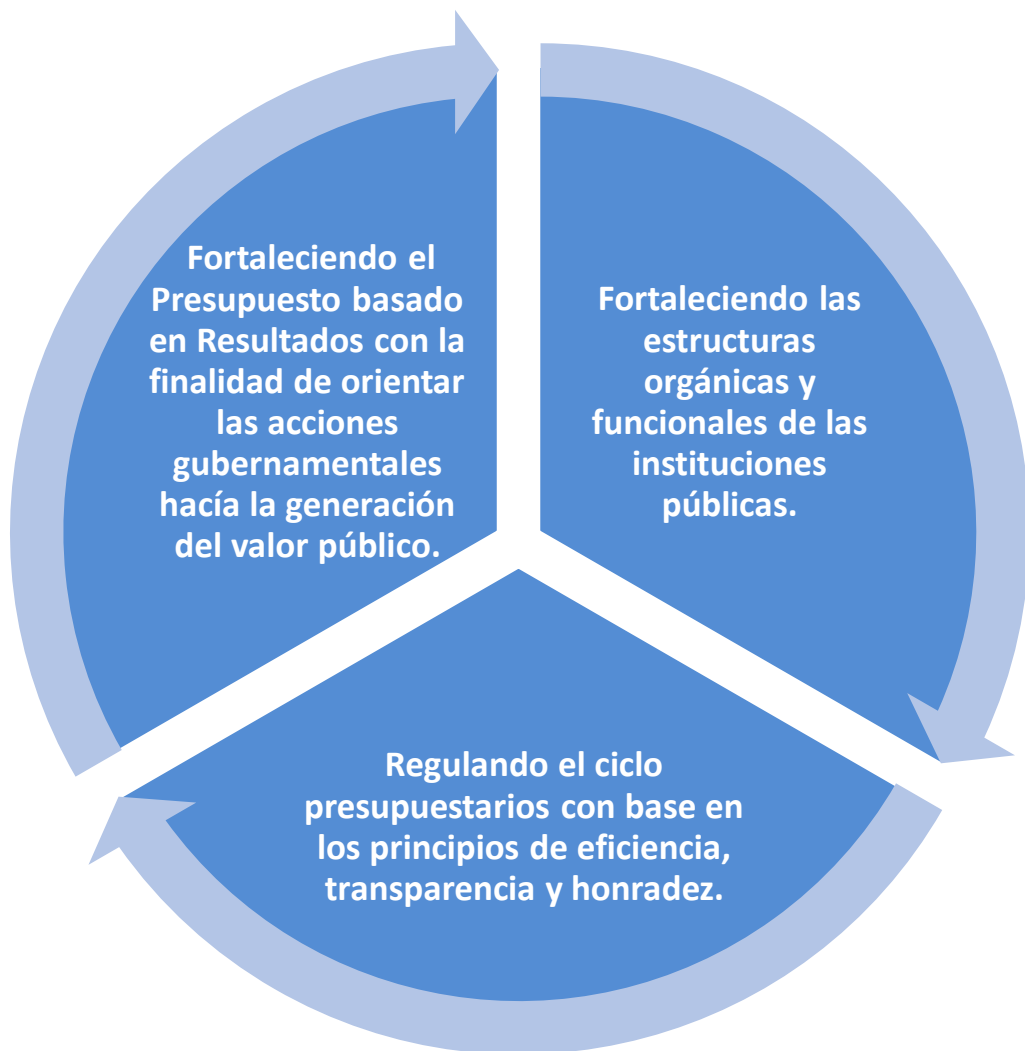 Fortaleciendo el
Presupuesto basado
en Resultados con la
finalidad de orientar
las acciones
gubernamentales
hacía la generación
del valor público.
Fortaleciendo las
estructuras
orgánicas y
funcionales de las
instituciones
públicas.
Regulando el ciclo
presupuestarios con base en
los principios de eficiencia,
transparencia y honradez.